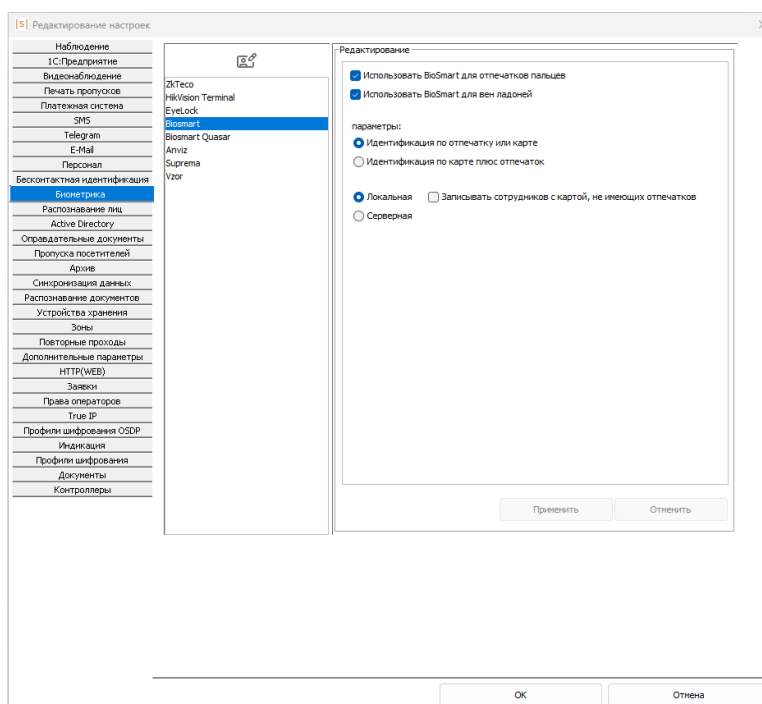 |S| Редактирование настроек
Наблюдение
1С:Предприятие
Видеонаблюдение
Печать пропусков
Платежная система
SMS
Telegram
E-Mail
Персонал
Бесконтактная идентификация
Биометрика
Распознавание лиц
Active Directory
Оправдательные документы
Пропуска посетителей
Архив
Синхронизация данных
Распознавание документов
Устройства хранения
Зоны
Повторные проходы
Дополнительные параметры
HTTP(WEB)
Заявки
Права операторов
True IP
Профили шифрования OSDP
Индикация
Профили шифрования
Документы
Контроллеры
ZkTeco
HikVision Terminal
EyeLock
Biosmart
Biosmart Quasar
Anviz
Suprema
Vzor
Редактирование
Использовать BioSmart для отпечатков пальцев
Использовать BioSmart для вен ладоней
параметры:
Идентификация по отпечатку или карте
Идентификация по карте плюс отпечаток
Локальная Записывать сотрудников с картой, не имеющих отпечатков
Серверная
Применить Отменить
ОК Отмена